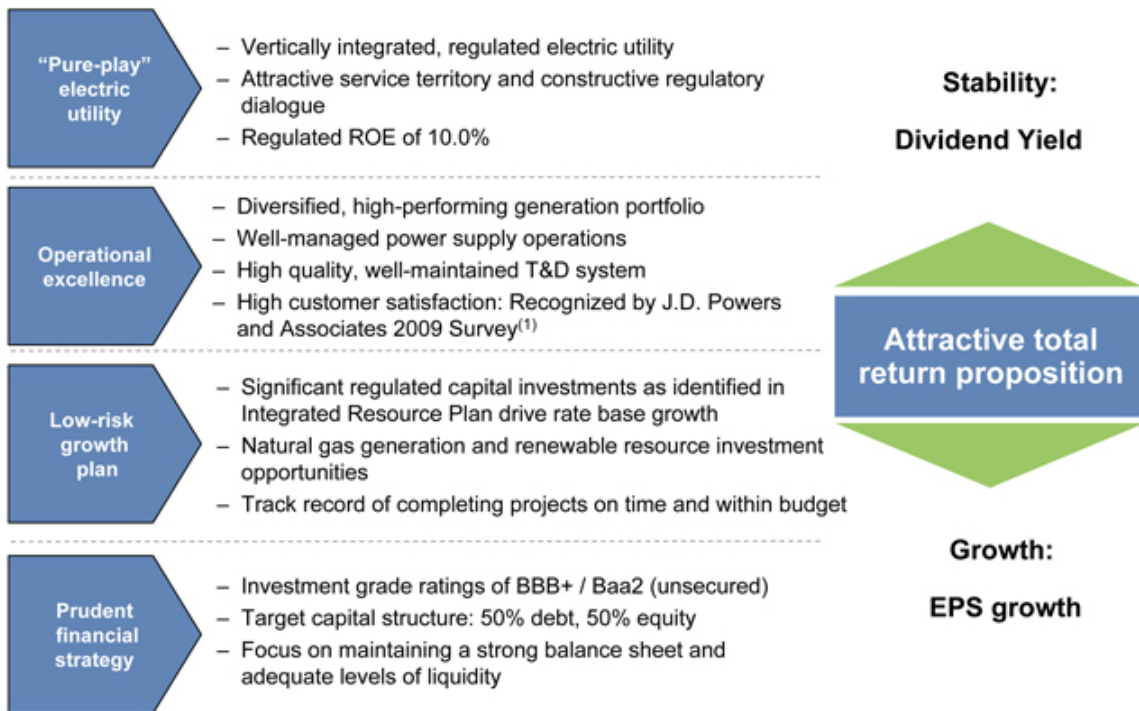 “Pure-play”
electric
utility
– Vertically integrated, regulated electric utility
– Attractive service territory and constructive regulatory
dialogue
– Regulated ROE of 10.0%
Operational
excellence
– Diversified, high-performing generation portfolio
– Well-managed power supply operations
– High quality, well-maintained T&D system
– High customer satisfaction: Recognized by J.D. Powers
and Associates 2009 Survey(1)
Low-risk
growth
plan
– Significant regulated capital investments as identified in
Integrated Resource Plan drive rate base growth
– Natural gas generation and renewable resource investment
opportunities
– Track record of completing projects on time and within budget
Prudent
financial
strategy
– Investment grade ratings of BBB+ / Baa2 (unsecured)
– Target capital structure: 50% debt, 50% equity
– Focus on maintaining a strong balance sheet and
adequate levels of liquidity
Stability:
Dividend Yield
Attractive total
return proposition
Growth:
EPS growth